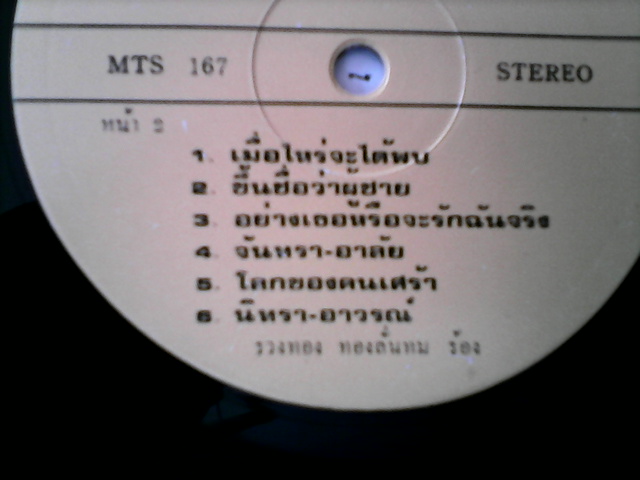 MTS 167
STEREO
หน้า 2
1. เมื่อไหร่จะได้พบ
2. ขึ้นชื่อว่าผู้ชาย
3. อย่างเธอหรือจะรักฉันจริง
4. จันทรา-อาลัย
5. โลกของคนเศร้า
6. นิทรา-อาวรณ์
รวงทอง ทองลั่นทม ร้อง